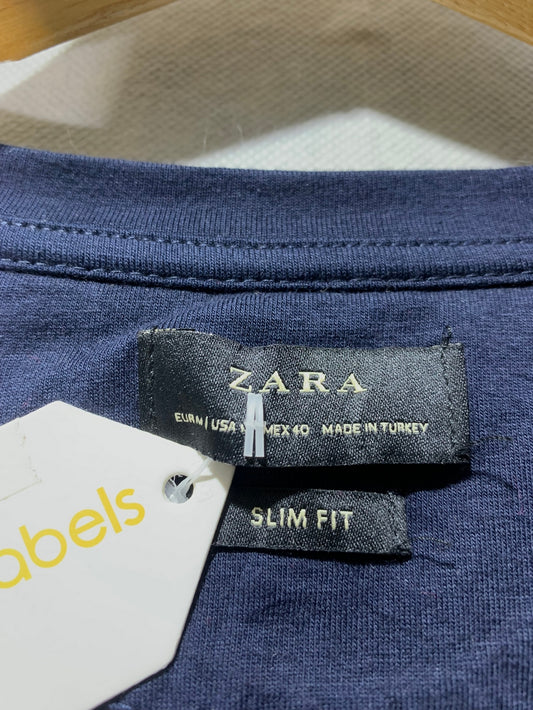 ZARA
EUR M | USA MEX 40 MADE IN TURKEY
SLIM FIT
abels